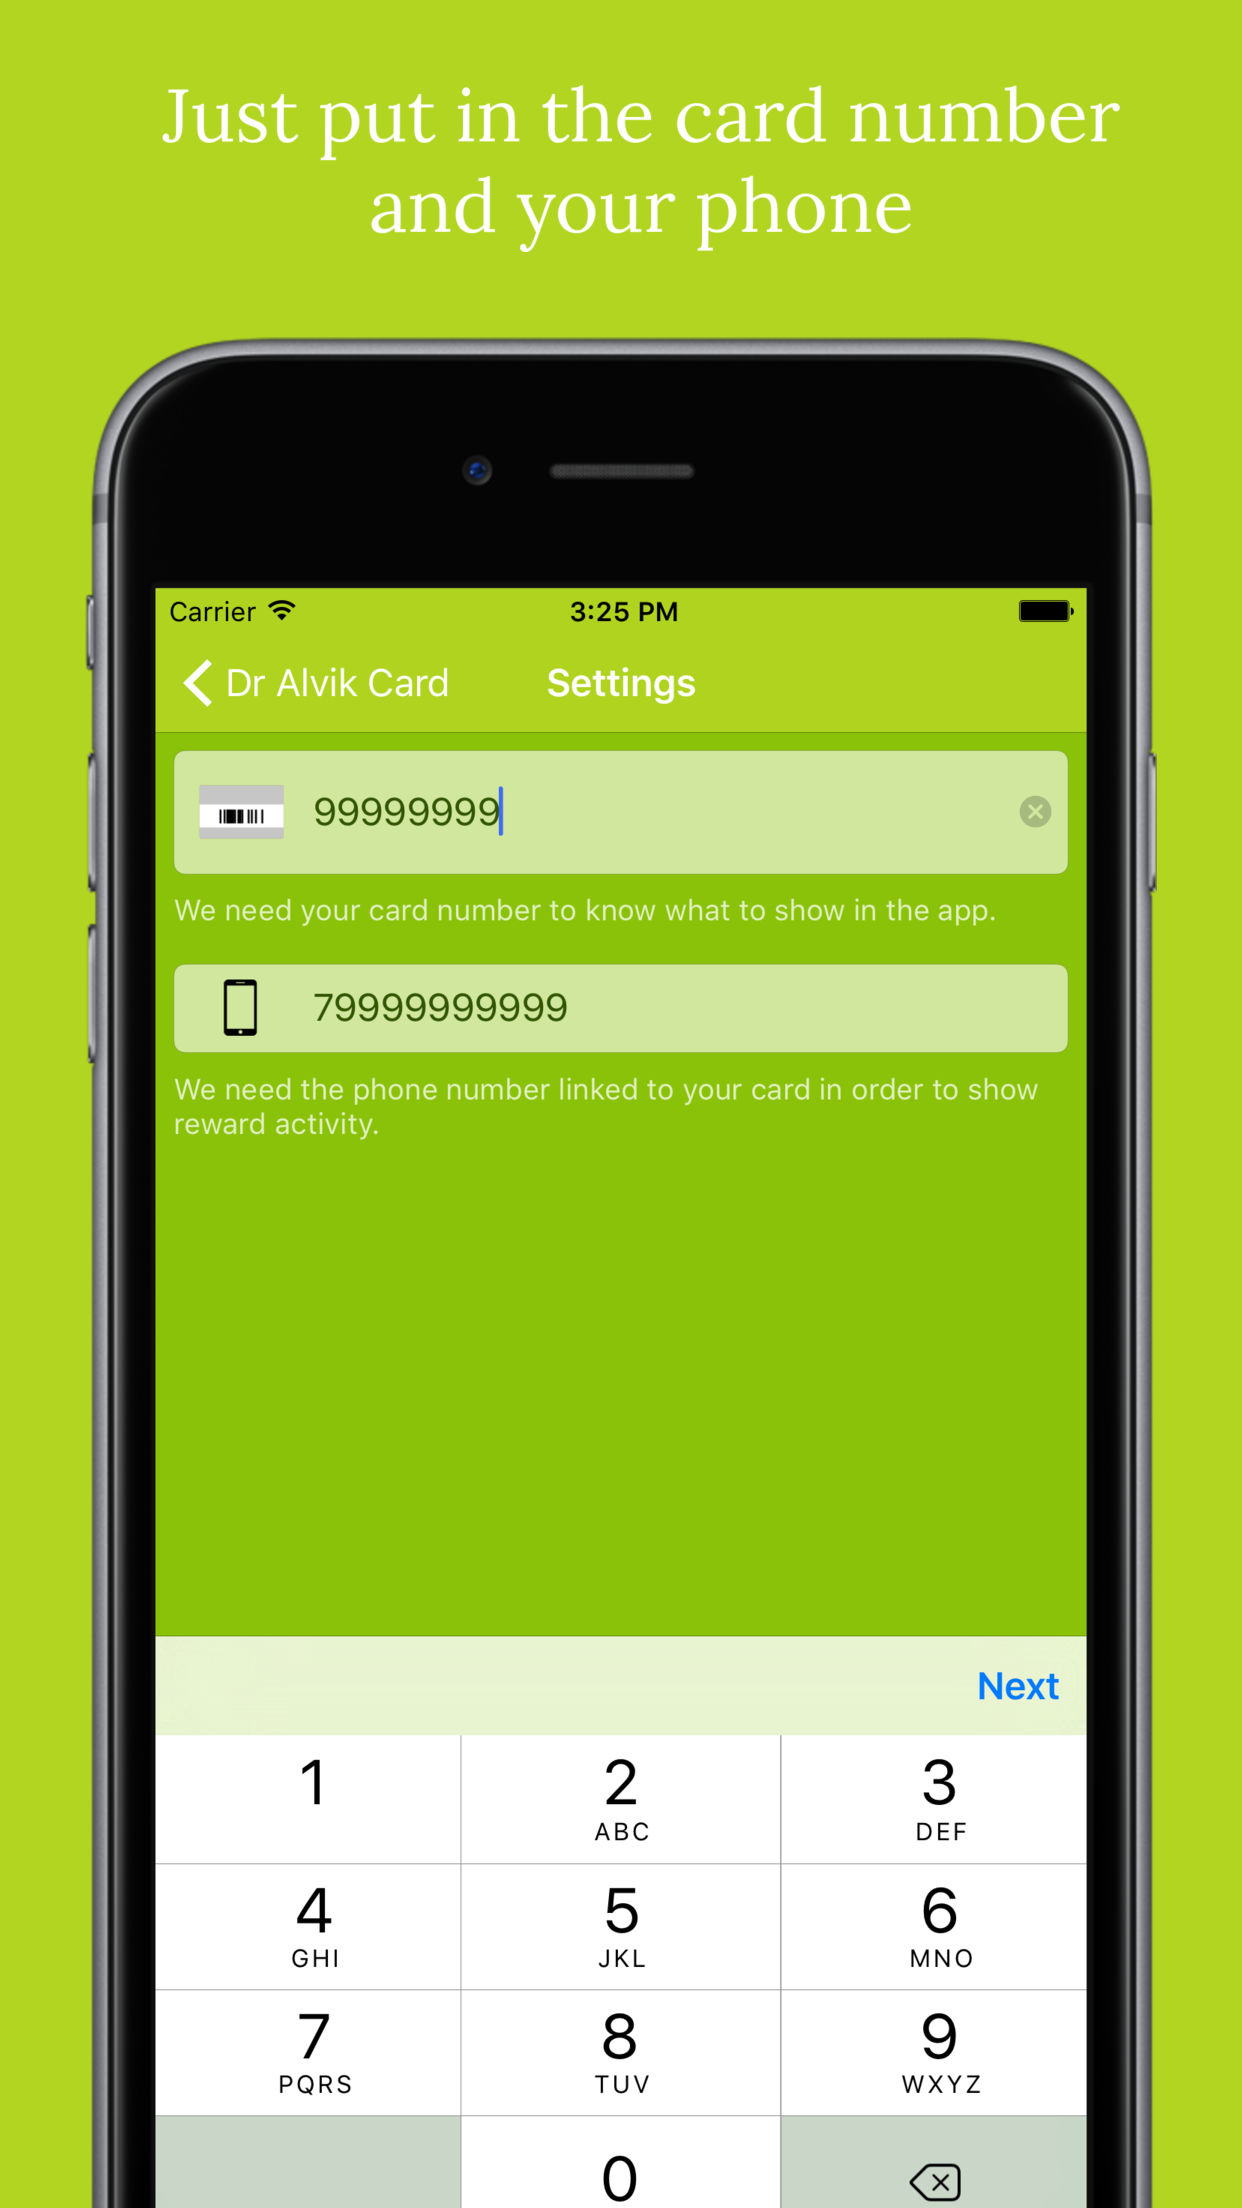 Just put in the card number
and your phone
Carrier 3:25 PM
Dr Alvik Card Settings
99999999
We need your card number to know what to show in the app.
79999999999
We need the phone number linked to your card in order to show
reward activity.
Next
1 2 3
ABC DEF
4 5 6
GHI JKL MNO
7 8 9
PQRS TUV WXYZ
0